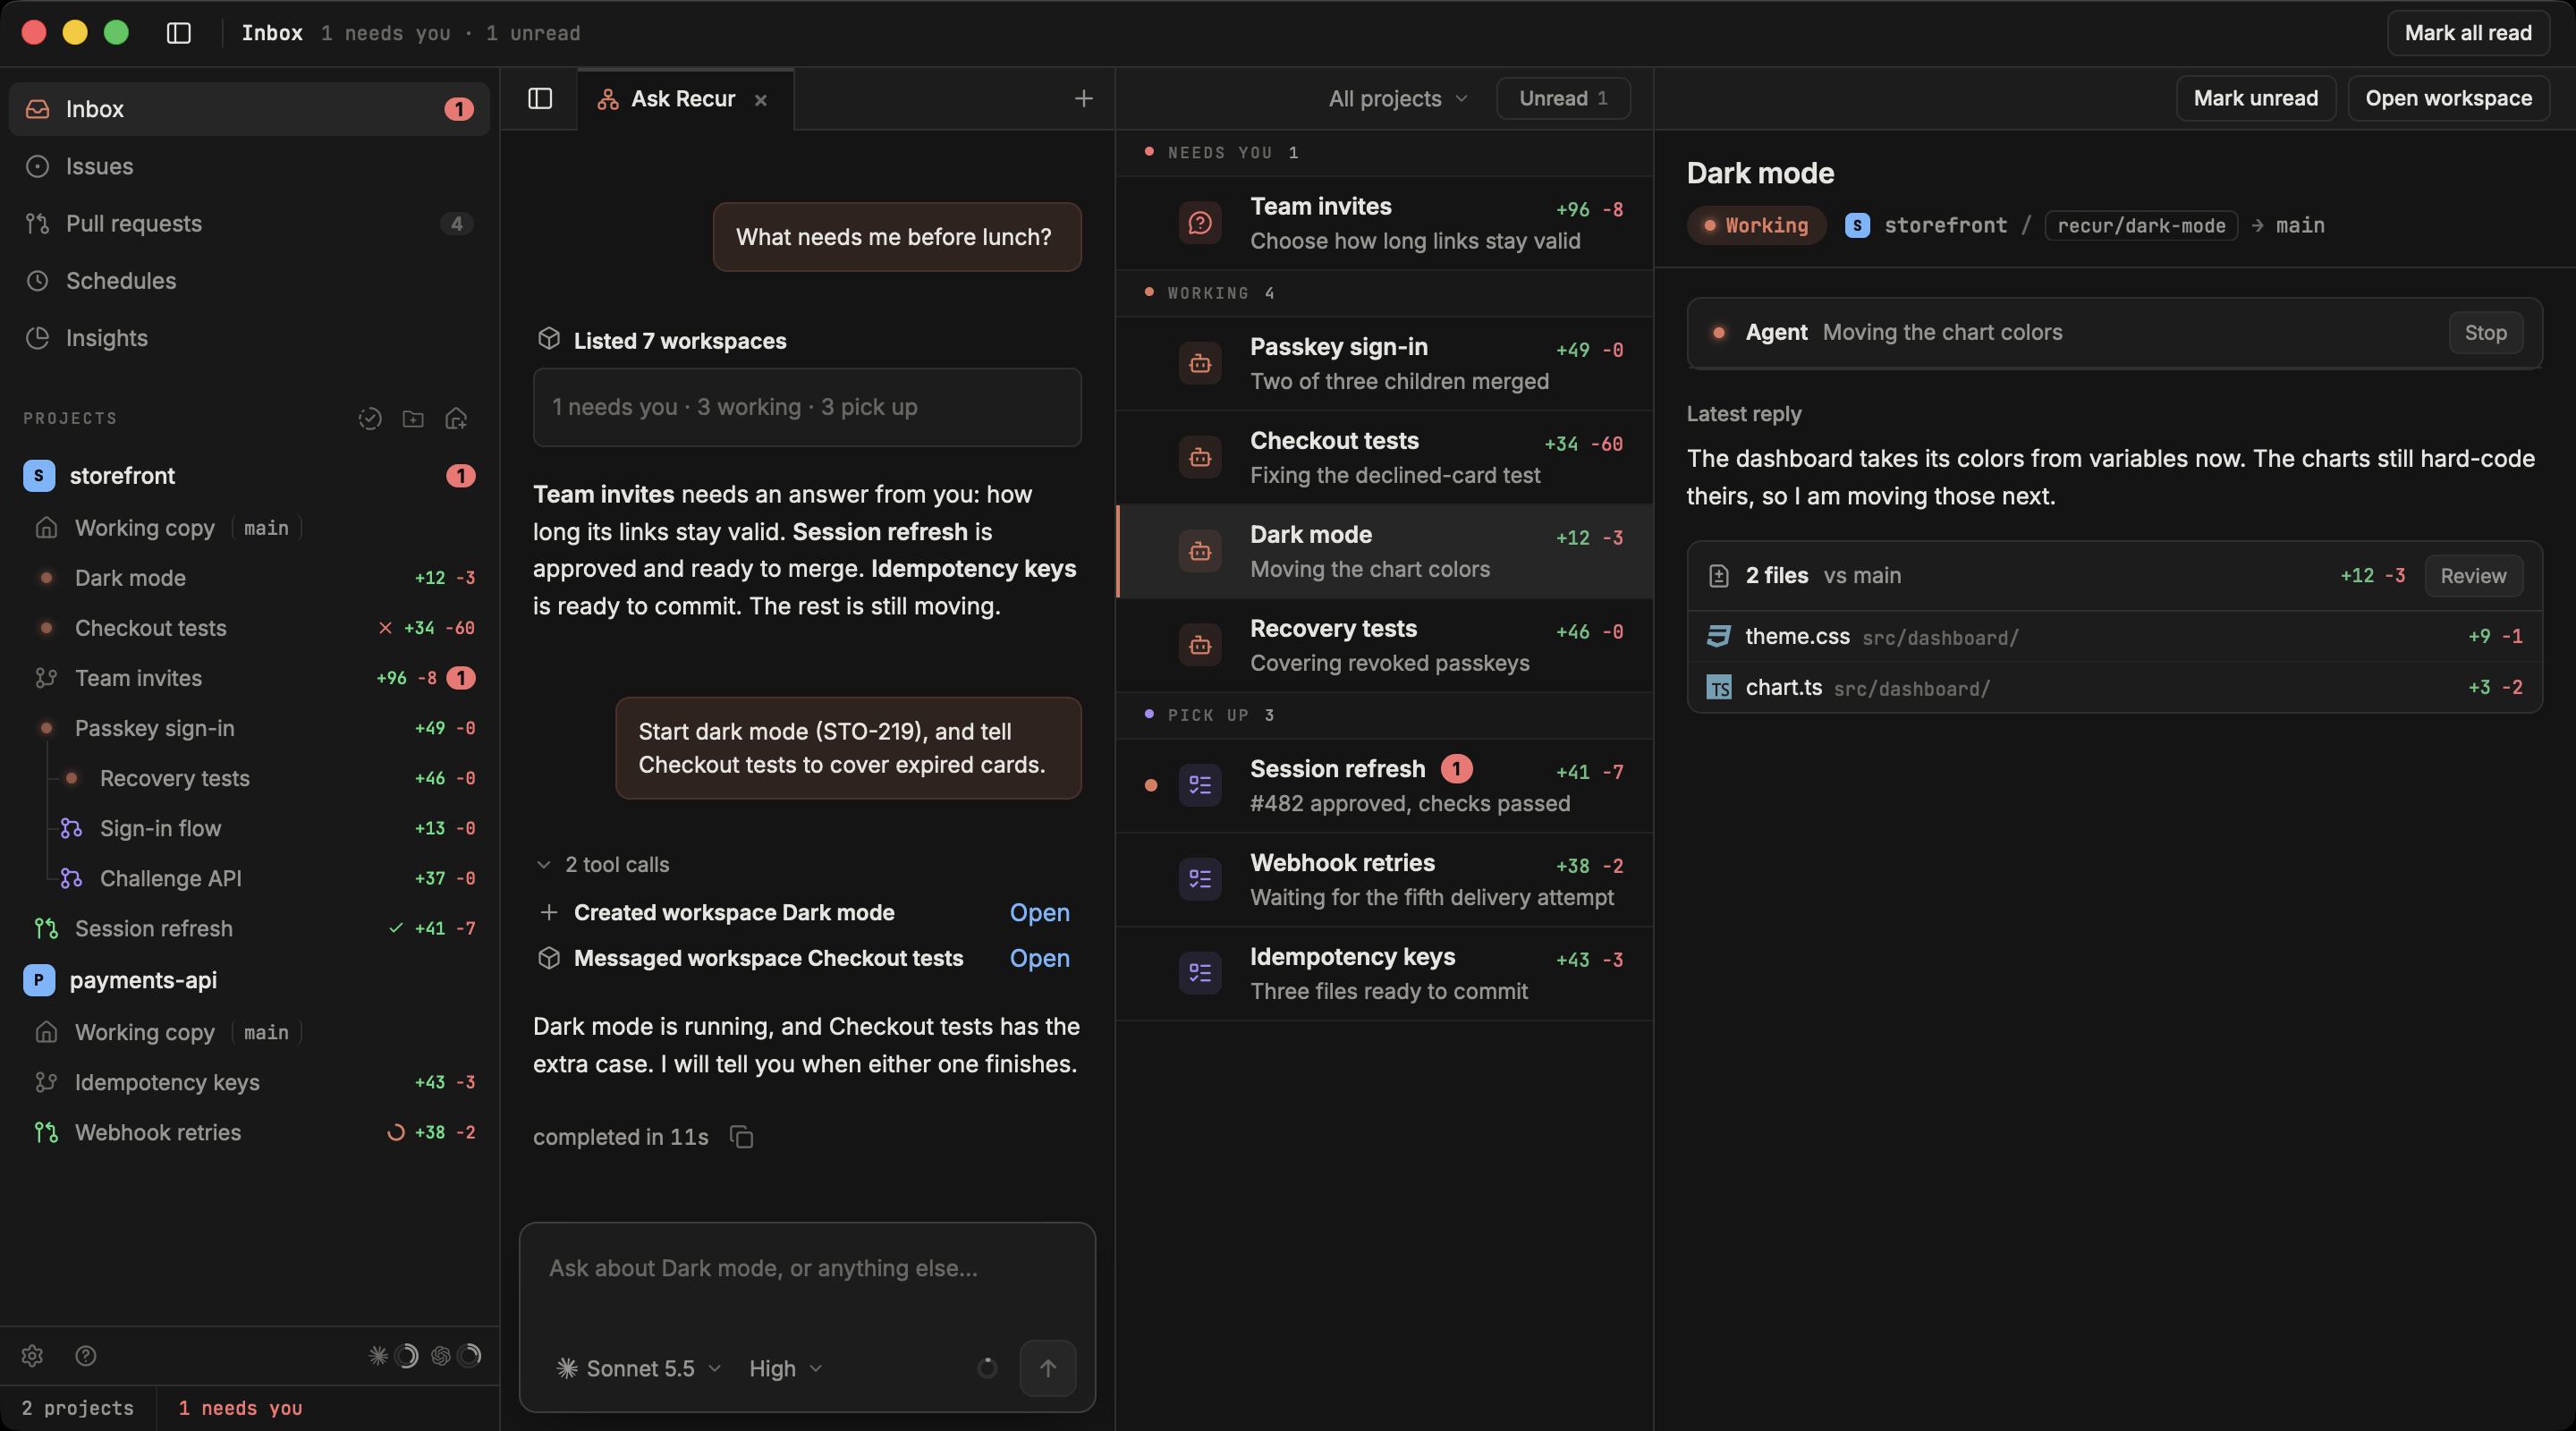 Inbox 1 needs you · 1 unread
Mark all read
Inbox 1
Issues
Pull requests 4
Schedules
Insights
PROJECTS
S storefront 1
Working copy main
Dark mode +12 -3
Checkout tests +34 -60
Team invites +96 -8 1
Passkey sign-in +49 -0
Recovery tests +46 -0
Sign-in flow +13 -0
Challenge API +37 -0
Session refresh +41 -7
P payments-api
Working copy main
Idempotency keys +43 -3
Webhook retries +38 -2
2 projects 1 needs you
Ask Recur
What needs me before lunch?
Listed 7 workspaces
1 needs you · 3 working · 3 pick up
Team invites needs an answer from you: how
long its links stay valid. Session refresh is
approved and ready to merge. Idempotency keys
is ready to commit. The rest is still moving.
Start dark mode (STO-219), and tell
Checkout tests to cover expired cards.
2 tool calls
Created workspace Dark mode Open
Messaged workspace Checkout tests Open
Dark mode is running, and Checkout tests has the
extra case. I will tell you when either one finishes.
completed in 11s
Ask about Dark mode, or anything else...
Sonnet 5.5 High
All projects Unread 1
NEEDS YOU 1
Team invites +96 -8
Choose how long links stay valid
WORKING 4
Passkey sign-in +49 -0
Two of three children merged
Checkout tests +34 -60
Fixing the declined-card test
Dark mode +12 -3
Moving the chart colors
Recovery tests +46 -0
Covering revoked passkeys
PICK UP 3
Session refresh 1 +41 -7
#482 approved, checks passed
Webhook retries +38 -2
Waiting for the fifth delivery attempt
Idempotency keys +43 -3
Three files ready to commit
Mark unread Open workspace
Dark mode
Working S storefront / recur/dark-mode → main
Agent Moving the chart colors Stop
Latest reply
The dashboard takes its colors from variables now. The charts still hard-code
theirs, so I am moving those next.
2 files vs main +12 -3 Review
theme.css src/dashboard/ +9 -1
TS chart.ts src/dashboard/ +3 -2